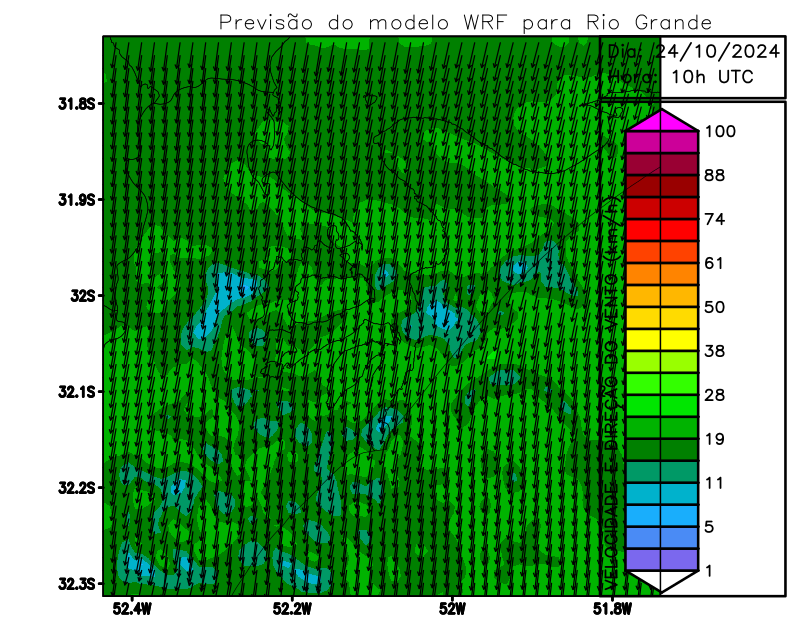 Previsão do modelo WRF para Rio Grande
Dia: 24/10/2024
Hora: 10h UTC
31.8S
31.9S
32S
32.1S
32.2S
32.3S
52.4W
52.2W
52W
51.8W
VELOCIDADE E DIREÇÃO DO VENTO (km/h)
100
88
74
61
50
38
28
19
11
5
1